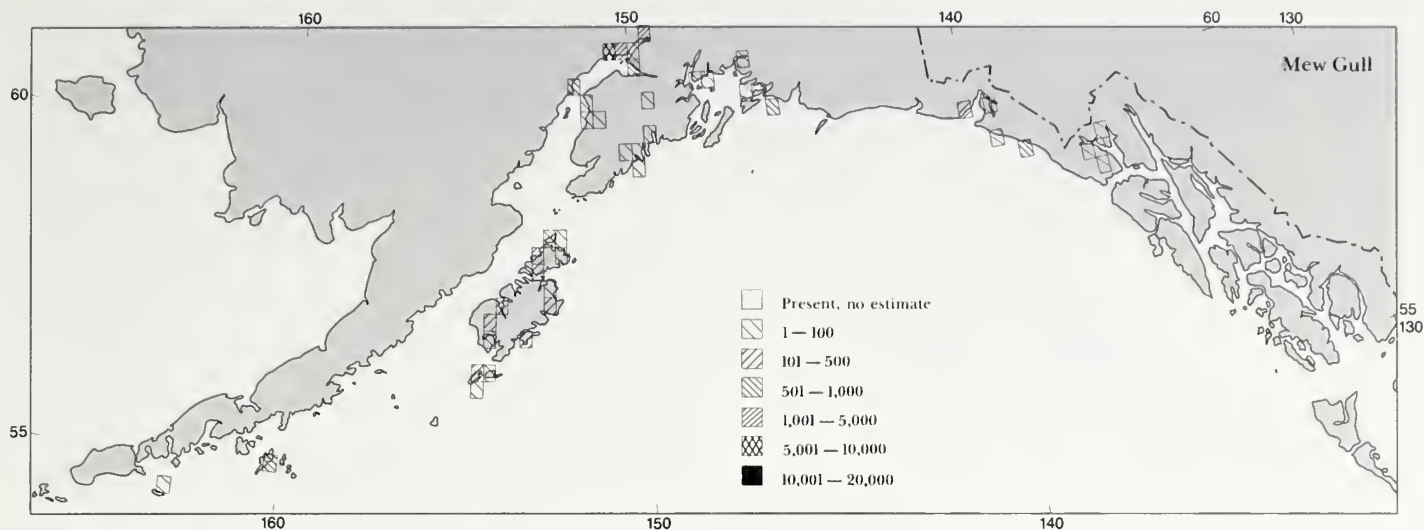 160 150 140 60 130
Mew Gull
60
55
130
Present, no estimate
1 — 100
101 — 500
501 — 1,000
1,001 — 5,000
5,001 — 10,000
10,001 — 20,000
55
160 150 140